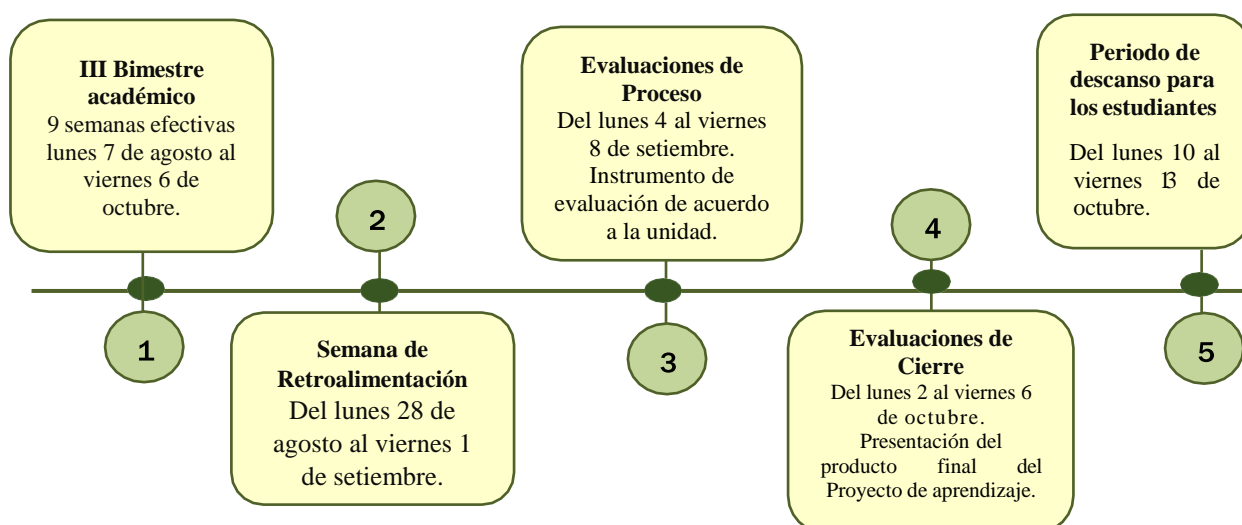 III Bimestre
académico
9 semanas efectivas
lunes 7 de agosto al
viernes 6 de
octubre.
1
2
Semana de
Retroalimentación
Del lunes 28 de
agosto al viernes 1
de setiembre.
Evaluaciones de
Proceso
Del lunes 4 al viernes
8 de setiembre.
Instrumento de
evaluación de acuerdo
a la unidad.
3
4
Evaluaciones de
Cierre
Del lunes 2 al viernes 6
de octubre.
Presentación del
producto final del
Proyecto de aprendizaje.
Periodo de
descanso para
los estudiantes
Del lunes 10 al
viernes 13 de
octubre.
5